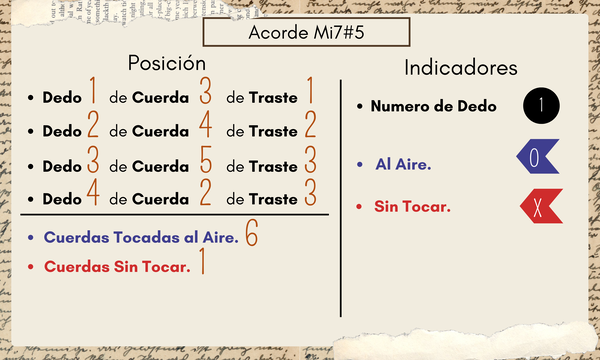 Acorde Mi7#5
Posición
• Dedo 1 de Cuerda 3 de Traste 1
• Dedo 2 de Cuerda 4 de Traste 2
• Dedo 3 de Cuerda 5 de Traste 3
• Dedo 4 de Cuerda 2 de Traste 3
• Cuerdas Tocadas al Aire. 6
• Cuerdas Sin Tocar. 1
Indicadores
• Numero de Dedo 1
• Al Aire. 0
• Sin Tocar. X